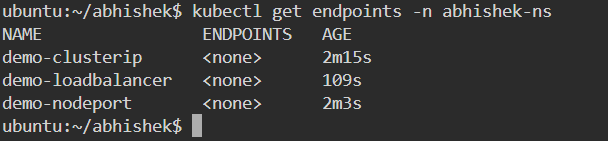 ubuntu:~/abhishek$ kubectl get endpoints -n abhishek-ns
NAME ENDPOINTS AGE
demo-clusterip <none> 2m15s
demo-loadbalancer <none> 109s
demo-nodeport <none> 2m3s
ubuntu:~/abhishek$